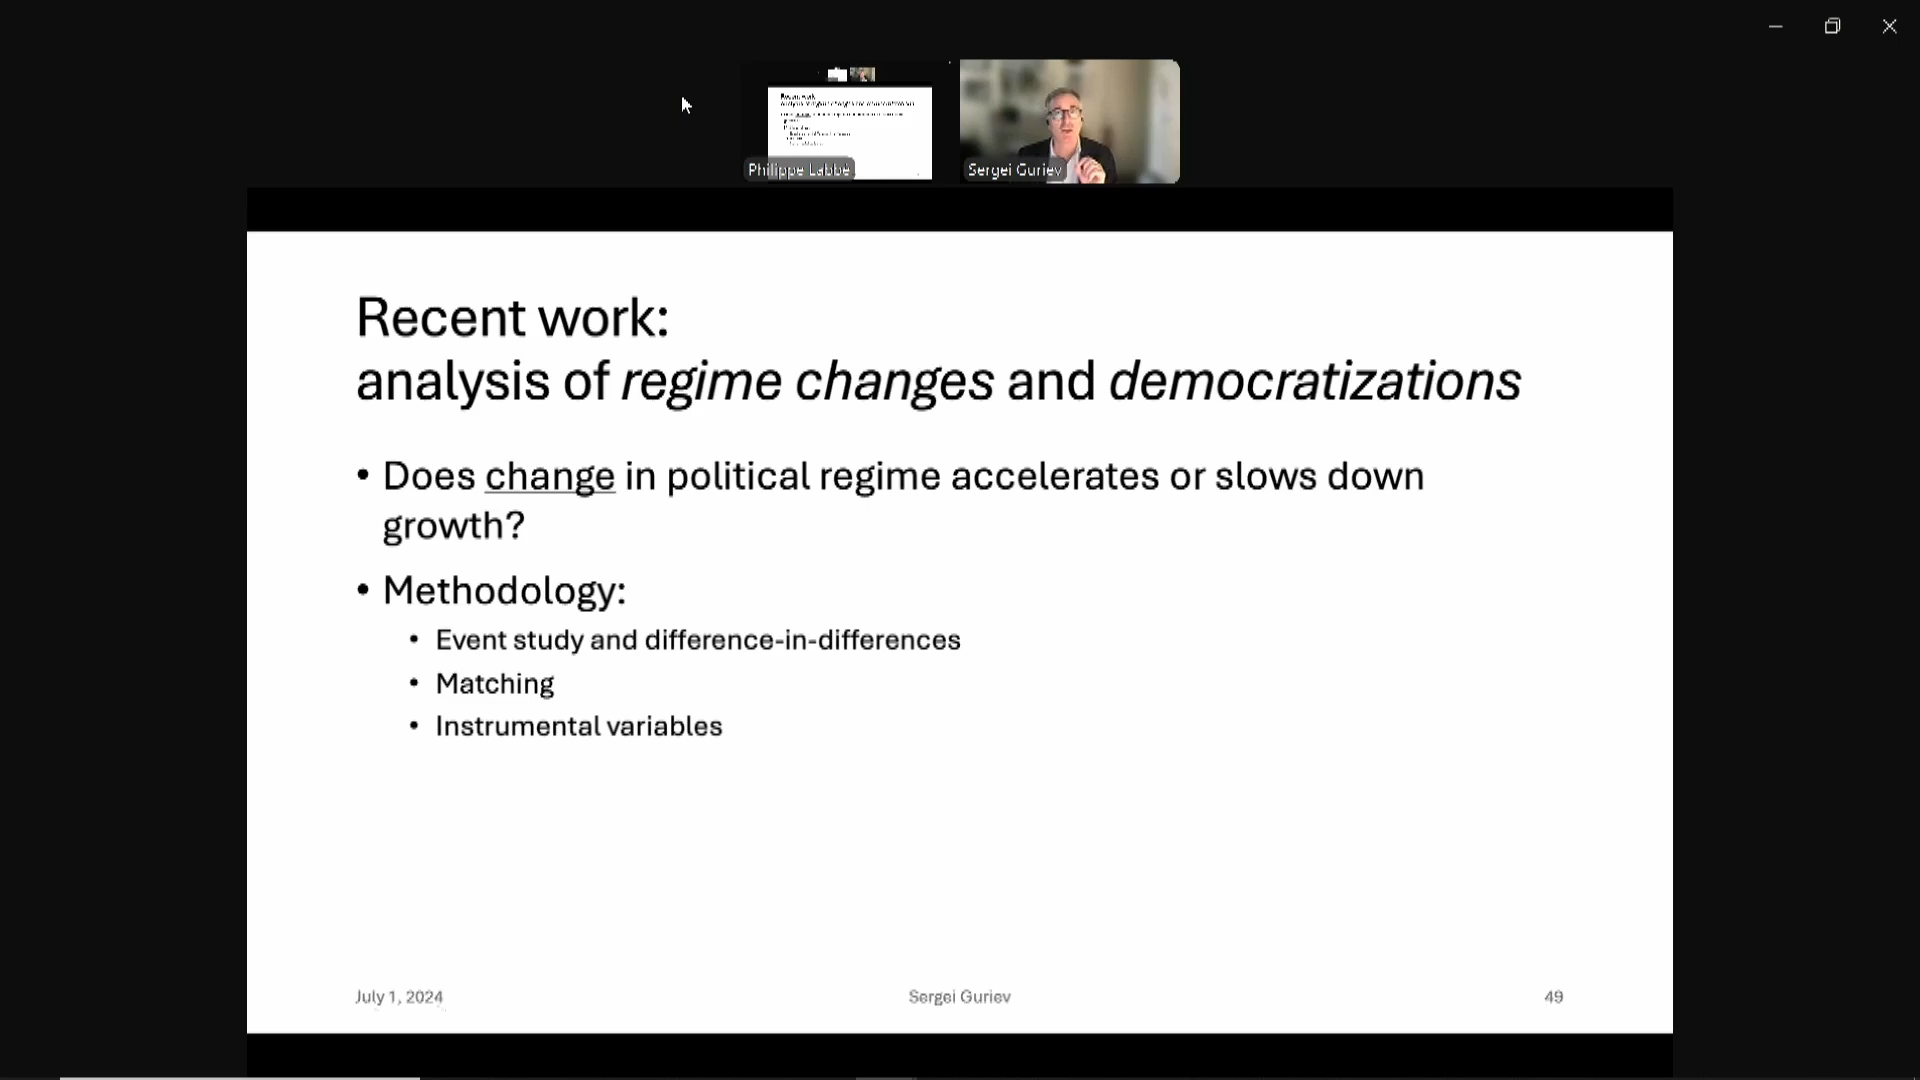 Philippe Labbé
Sergei Guriev
Recent work:
analysis of regime changes and democratizations
• Does change in political regime accelerates or slows down
growth?
• Methodology:
• Event study and difference-in-differences
• Matching
• Instrumental variables
July 1, 2024
Sergei Guriev
49